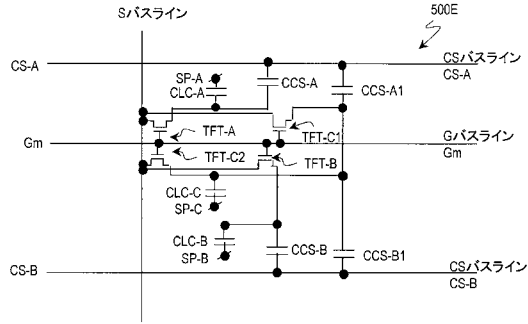 Sバスライン
500E
CS-A
CSバスライン
CS-A
SP-A
CLC-A
CCS-A
CCS-A1
TFT-A
TFT-C1
Gm
Gバスライン
Gm
TFT-C2
TFT-B
CLC-C
SP-C
CLC-B
SP-B
CCS-B
CCS-B1
CS-B
CSバスライン
CS-B